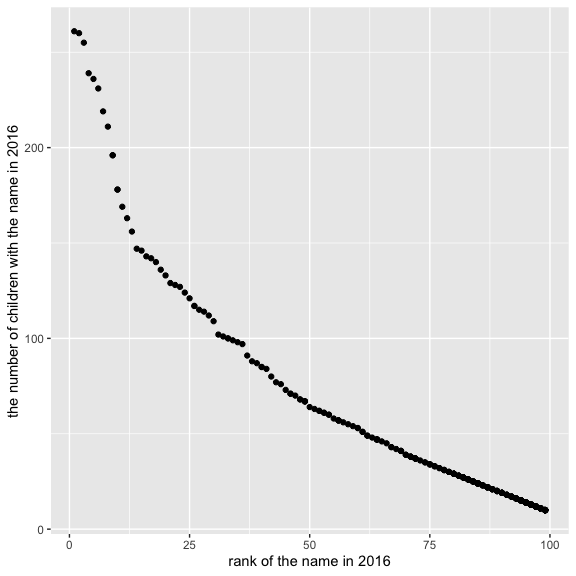 the number of children with the name in 2016
200
100
0
0 25 50 75 100
rank of the name in 2016